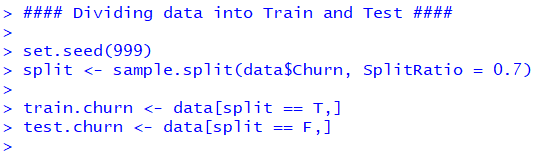 > #### Dividing data into Train and Test ####
>
> set.seed(999)
> split <- sample.split(data$Churn, SplitRatio = 0.7)
>
> train.churn <- data[split == T,]
> test.churn <- data[split == F,]
>